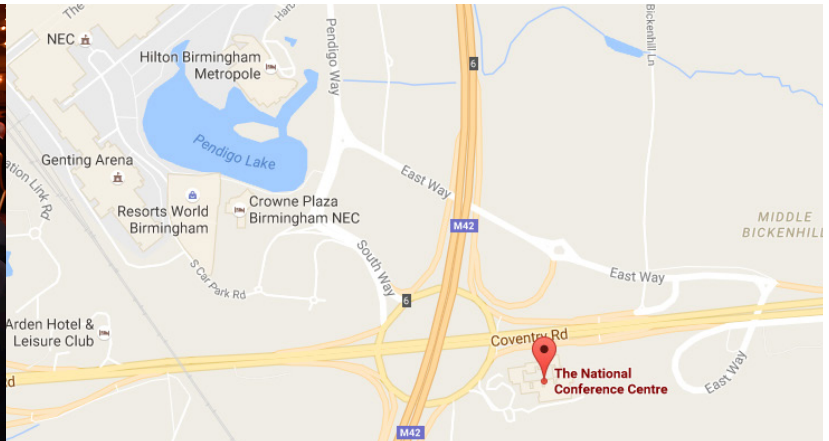 The
NEC
Hilton Birmingham
Metropole
Pendigo Way
6
Bickenhill Ln
Pendigo Lake
Genting Arena
East Way
Resorts World
Birmingham
Crowne Plaza
Birmingham NEC
M42
MIDDLE
BICKENHILL
ation Link Rd
S Car Park Rd
South Way
East Way
6
Arden Hotel &
Leisure Club
Coventry Rd
The National
Conference Centre
East Way
M42